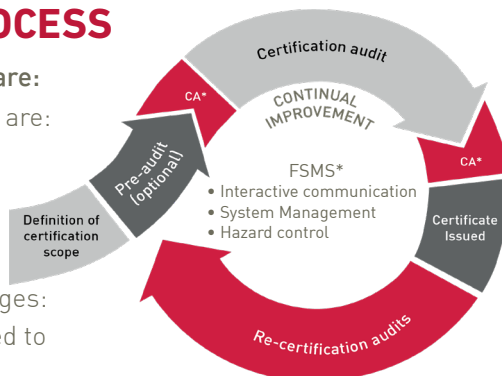 OCESS
are:
are:
ges:
ed to
Definition of
certification
scope
Pre-audit
(optional)
CA*
Certification audit
CA*
Certificate
Issued
Re-certification audits
CONTINUAL
IMPROVEMENT
FSMS*
• Interactive communication
• System Management
• Hazard control